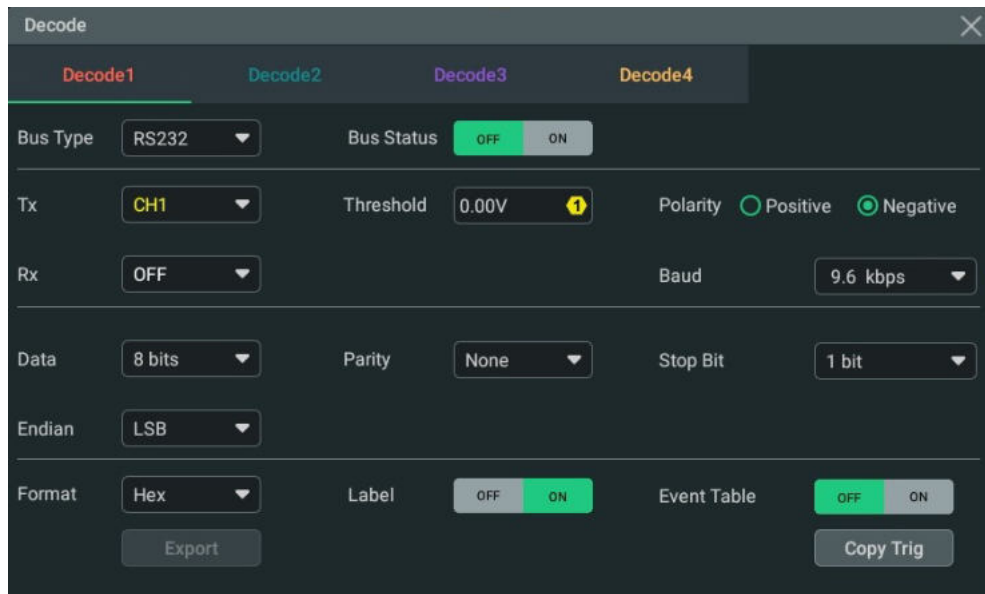 Decode
Decode1 Decode2 Decode3 Decode4
Bus Type RS232 Bus Status OFF ON
Tx CH1 Threshold 0.00V 1 Polarity Positive Negative
Rx OFF Baud 9.6 kbps
Data 8 bits Parity None Stop Bit 1 bit
Endian LSB
Format Hex Label OFF ON Event Table OFF ON
Export Copy Trig